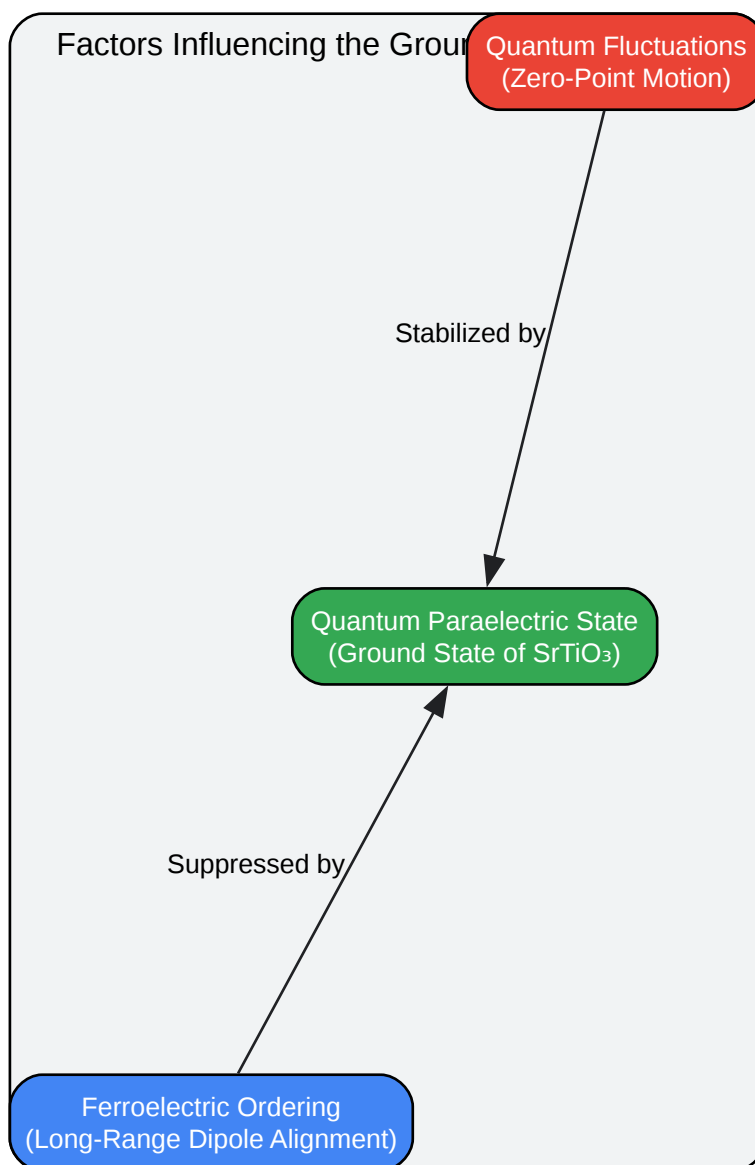 Factors Influencing the
Quantum Fluctuations
(Zero-Point Motion)
Stabilized by
Quantum Paraelectric State
(Ground State of SrTiO₃)
Suppressed by
Ferroelectric Ordering
(Long-Range Dipole Alignment)